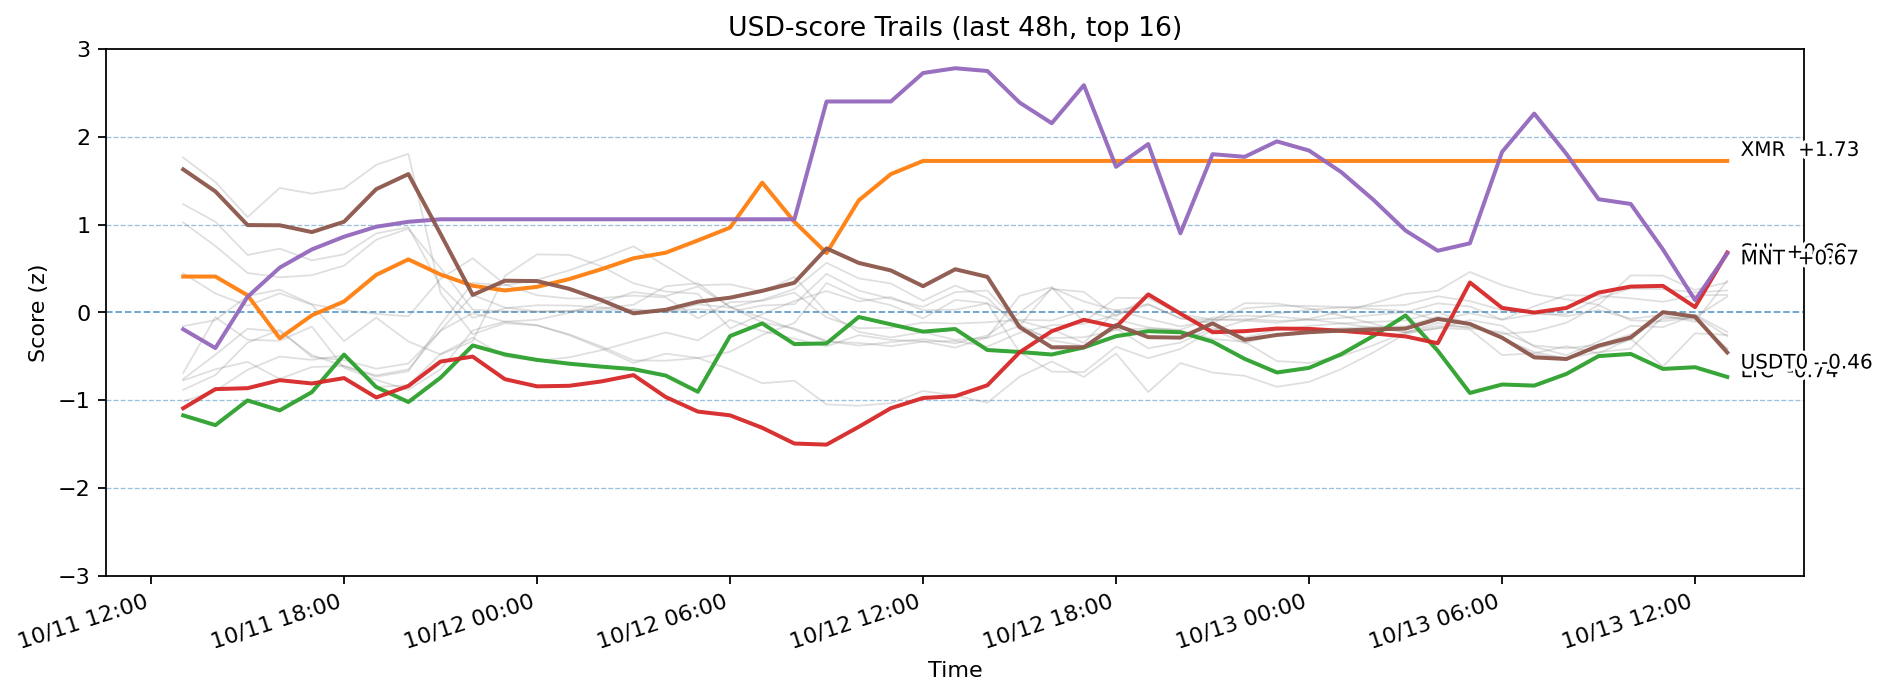 USD-score Trails (last 48h, top 16)
Score (z)
3
2
1
0
−1
−2
−3
XMR +1.73
MNT +0.67
USDT0 -0.46
LTC -0.74
10/11 12:00
10/11 18:00
10/12 00:00
10/12 06:00
10/12 12:00
10/12 18:00
10/13 00:00
10/13 06:00
10/13 12:00
Time